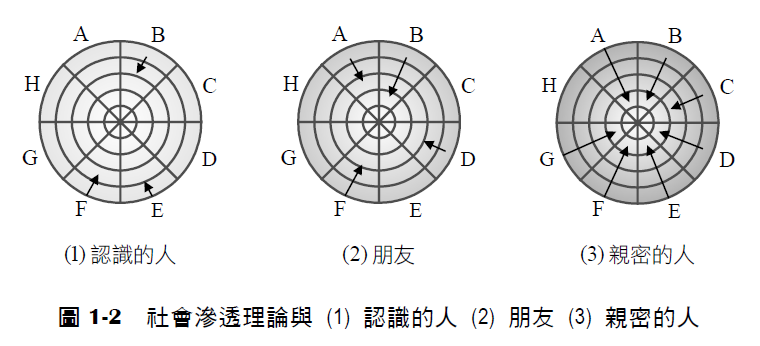 A B
H C
G D
F E
(1) 認識的人
A B
H C
G D
F E
(2) 朋友
A B
H C
G D
F E
(3) 親密的人
圖 1-2 社會滲透理論與 (1) 認識的人 (2) 朋友 (3) 親密的人